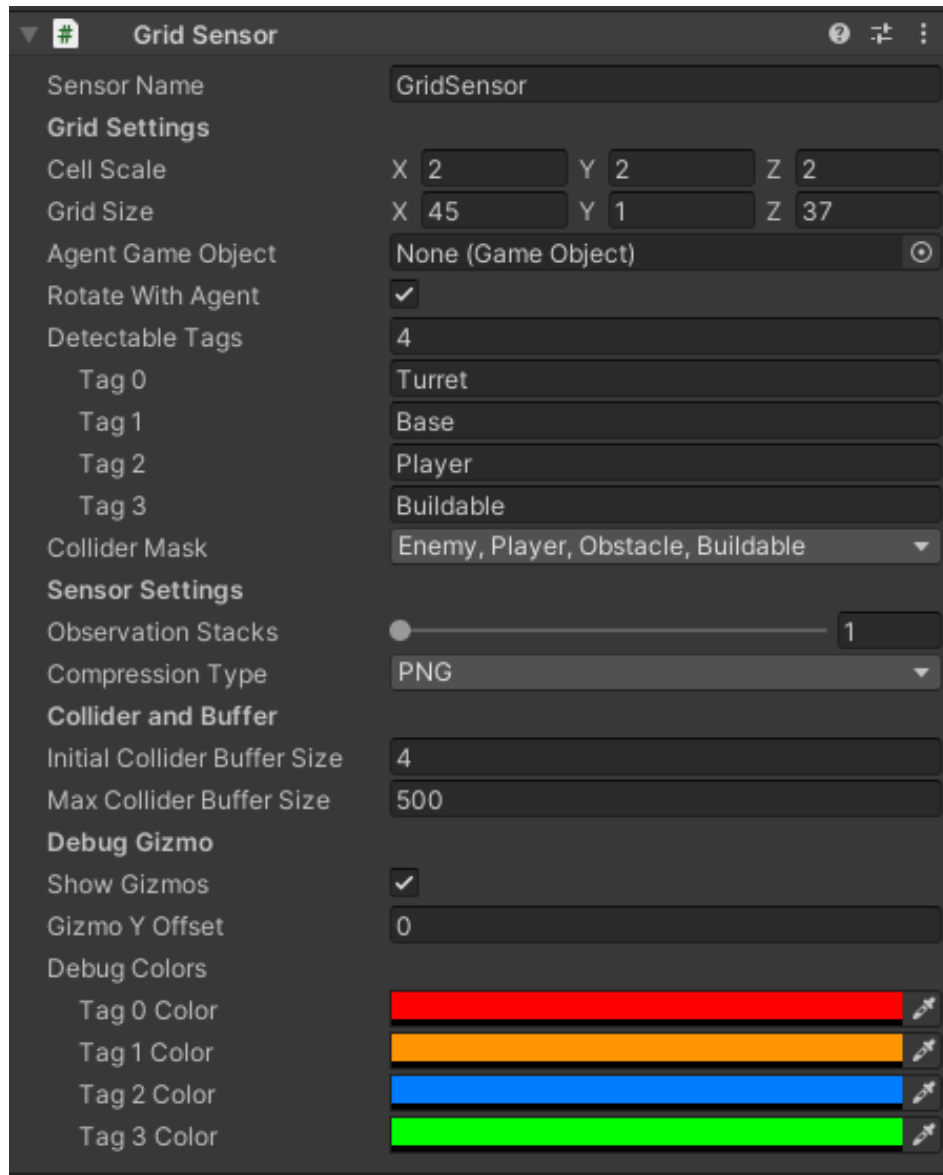 # Grid Sensor
Sensor Name GridSensor
Grid Settings
Cell Scale X 2 Y 2 Z 2
Grid Size X 45 Y 1 Z 37
Agent Game Object None (Game Object)
Rotate With Agent
Detectable Tags 4
Tag 0 Turret
Tag 1 Base
Tag 2 Player
Tag 3 Buildable
Collider Mask Enemy, Player, Obstacle, Buildable
Sensor Settings
Observation Stacks 1
Compression Type PNG
Collider and Buffer
Initial Collider Buffer Size 4
Max Collider Buffer Size 500
Debug Gizmo
Show Gizmos
Gizmo Y Offset 0
Debug Colors
Tag 0 Color
Tag 1 Color
Tag 2 Color
Tag 3 Color